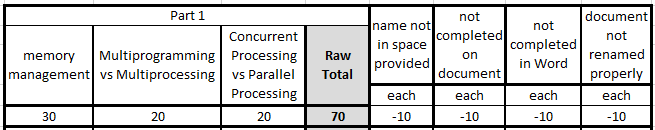 Part 1
memory
management
Multiprogramming
vs Multiprocessing
Concurrent
Processing
vs Parallel
Processing
Raw
Total
name not
in space
provided
not
completed
on
document
not
completed
in Word
document
not
renamed
properly
each
each
each
each
30
20
20
70
-10
-10
-10
-10